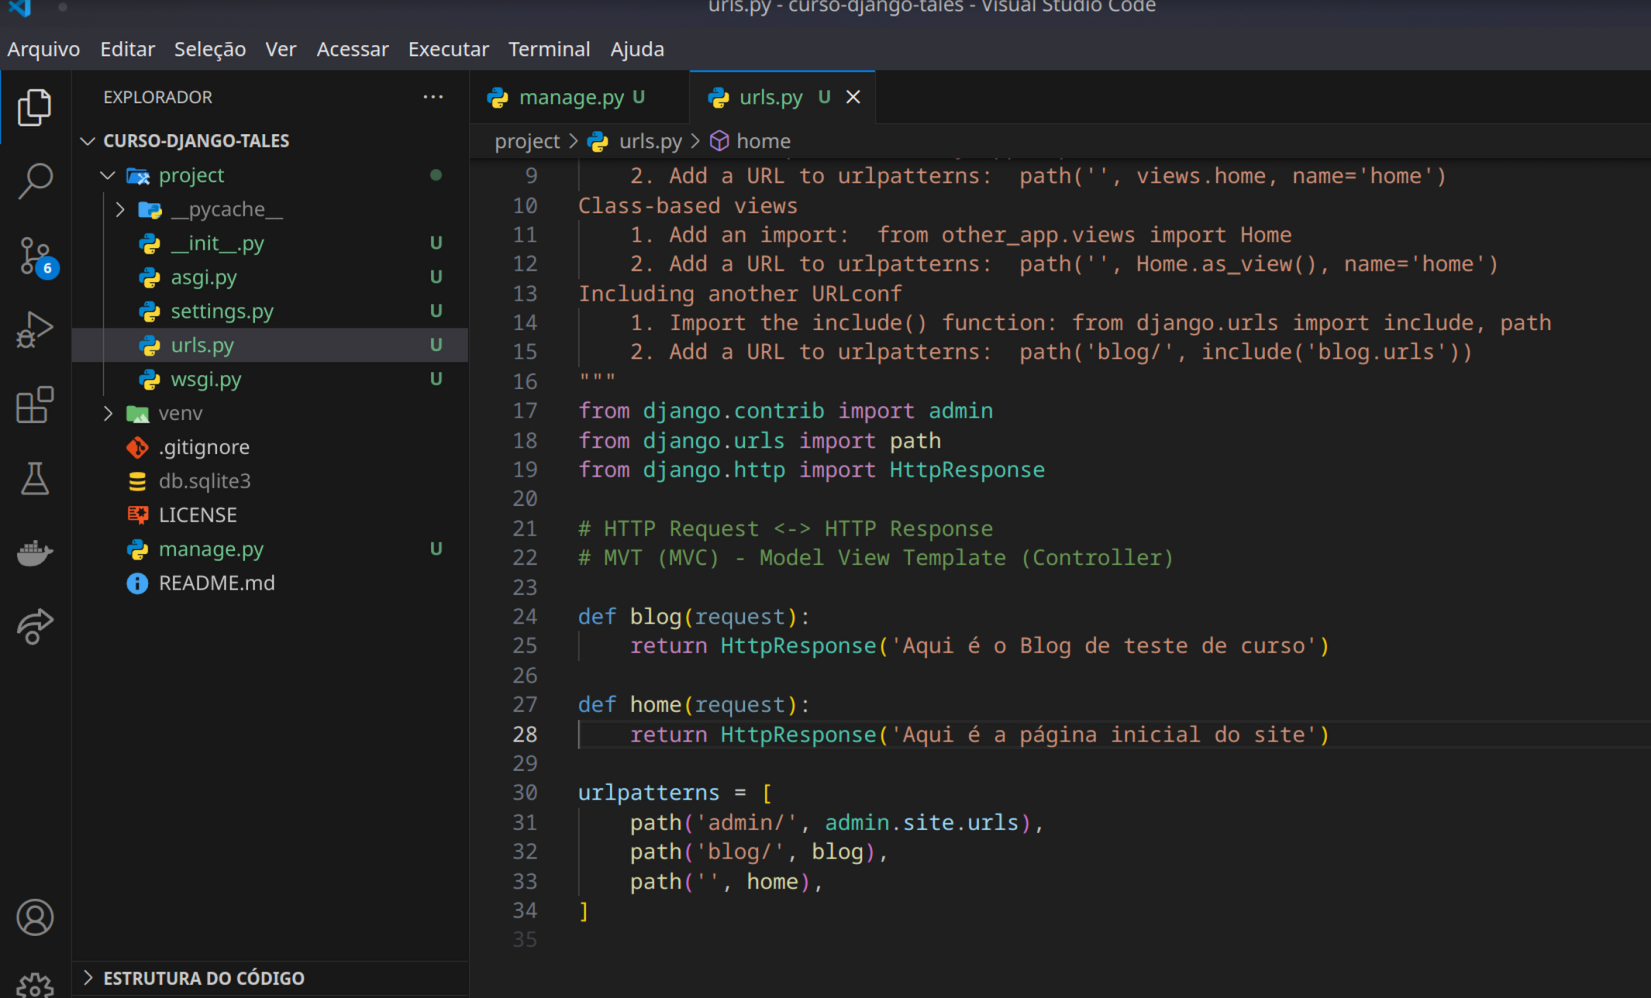 urls.py - curso-django-tales - Visual Studio Code
Arquivo Editar Seleção Ver Acessar Executar Terminal Ajuda
EXPLORADOR
CURSO-DJANGO-TALES
project
__pycache__
__init__.py U
asgi.py U
settings.py U
urls.py U
wsgi.py U
venv
.gitignore
db.sqlite3
LICENSE
manage.py U
README.md
6
ESTRUTURA DO CÓDIGO
manage.py U
urls.py U
project > urls.py > home
9 2. Add a URL to urlpatterns:  path('', views.home, name='home')
10 Class-based views
11 1. Add an import:  from other_app.views import Home
12 2. Add a URL to urlpatterns:  path('', Home.as_view(), name='home')
13 Including another URLconf
14 1. Import the include() function: from django.urls import include, path
15 2. Add a URL to urlpatterns:  path('blog/', include('blog.urls'))
16 """
17 from django.contrib import admin
18 from django.urls import path
19 from django.http import HttpResponse
20
21 # HTTP Request <-> HTTP Response
22 # MVT (MVC) - Model View Template (Controller)
23
24 def blog(request):
25 return HttpResponse('Aqui é o Blog de teste de curso')
26
27 def home(request):
28 return HttpResponse('Aqui é a página inicial do site')
29
30 urlpatterns = [
31 path('admin/', admin.site.urls),
32 path('blog/', blog),
33 path('', home),
34 ]
35